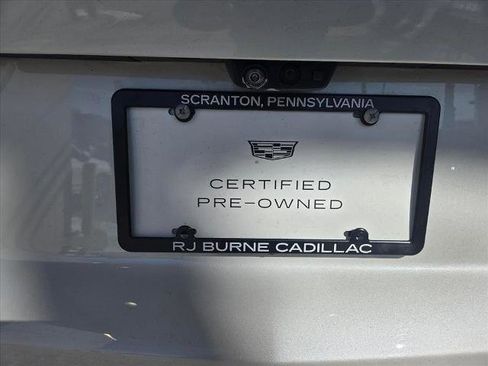 SCRANTON, PENNSYLVANIA
CERTIFIED
PRE-OWNED
RJ BURNE CADILLAC